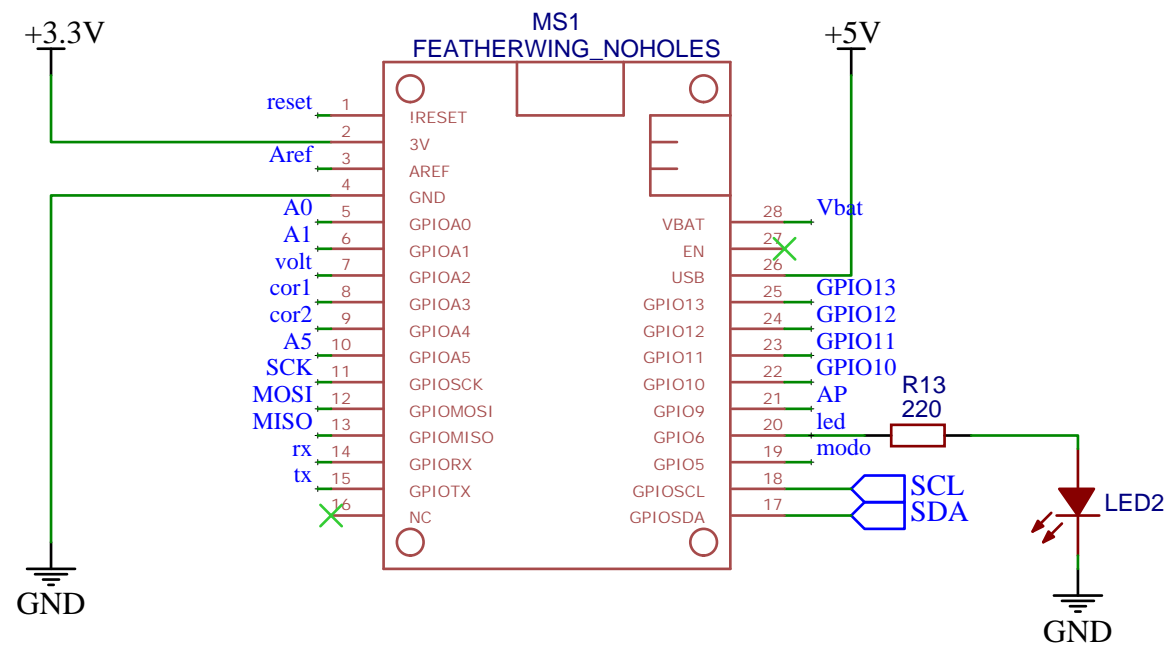 MS1
FEATHERWING_NOHOLES
+3.3V
+5V
reset 1 !RESET
2 3V
Aref 3 AREF
4 GND
A0 5 GPIOA0
A1 6 GPIOA1
volt 7 GPIOA2
cor1 8 GPIOA3
cor2 9 GPIOA4
A5 10 GPIOA5
SCK 11 GPIOSCK
MOSI 12 GPIOMOSI
MISO 13 GPIOMISO
rx 14 GPIORX
tx 15 GPIOTX
16 NC
VBAT 28 Vbat
EN 27
USB 26
GPIO13 25 GPIO13
GPIO12 24 GPIO12
GPIO11 23 GPIO11
GPIO10 22 GPIO10
GPIO9 21 AP
GPIO6 20 led
GPIO5 19 modo
GPIOSCL 18 SCL
GPIOSDA 17 SDA
R13
220
LED2
GND
GND